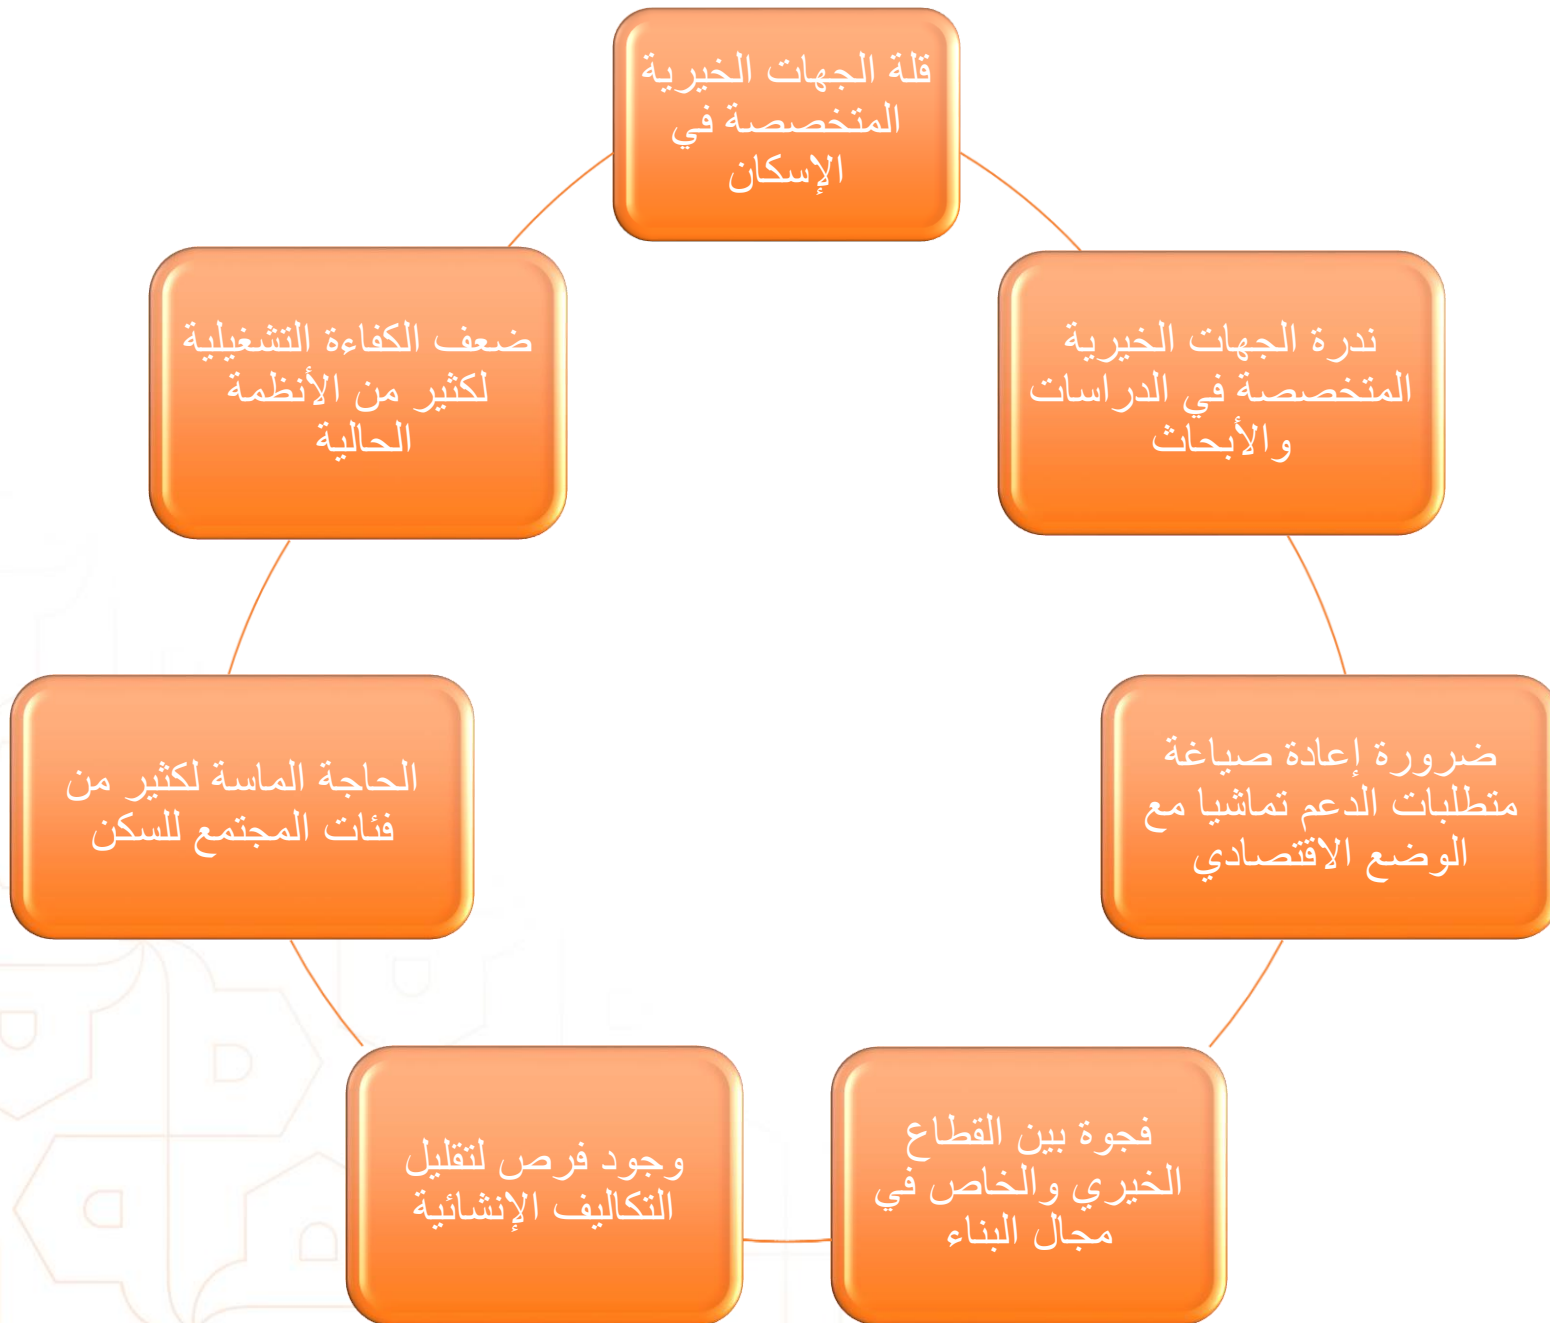 قلة الجهات الخيرية
المتخصصة في
الإسكان
ندرة الجهات الخيرية
المتخصصة في الدراسات
والأبحاث
ضرورة إعادة صياغة
متطلبات الدعم تماشيا مع
الوضع الاقتصادي
فجوة بين القطاع
الخيري والخاص في
مجال البناء
وجود فرص لتقليل
التكاليف الإنشائية
الحاجة الماسة لكثير من
فئات المجتمع للسكن
ضعف الكفاءة التشغيلية
لكثير من الأنظمة
الحالية